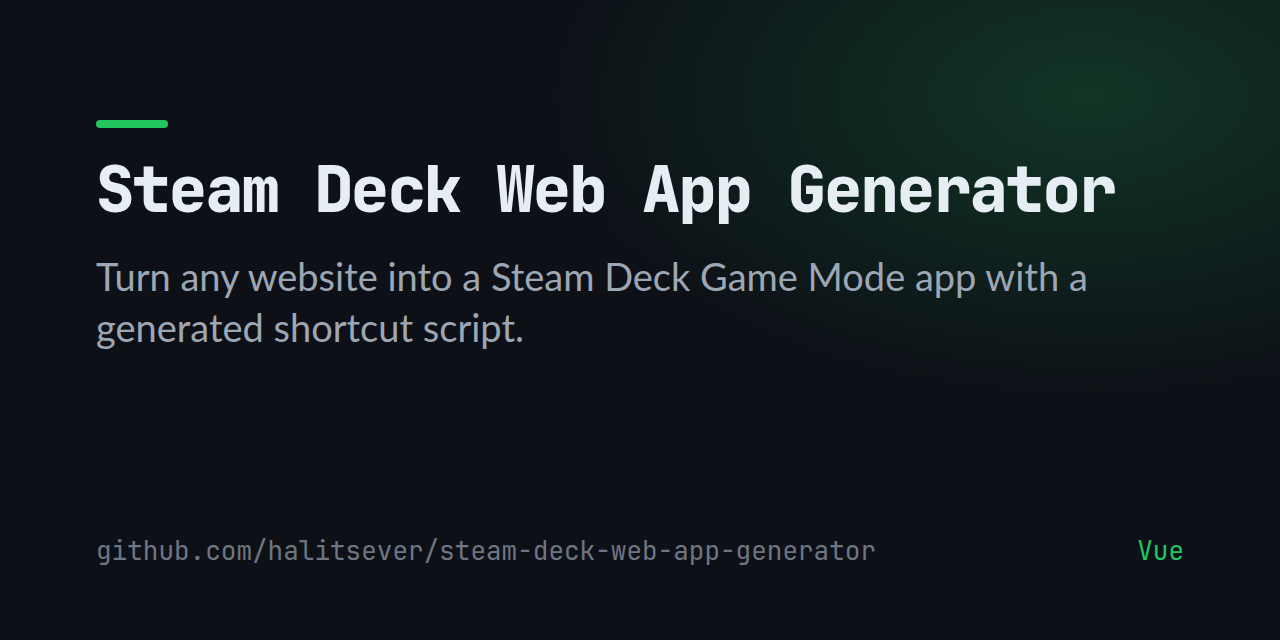 Steam Deck Web App Generator
Turn any website into a Steam Deck Game Mode app with a
generated shortcut script.
github.com/halitsever/steam-deck-web-app-generator
Vue